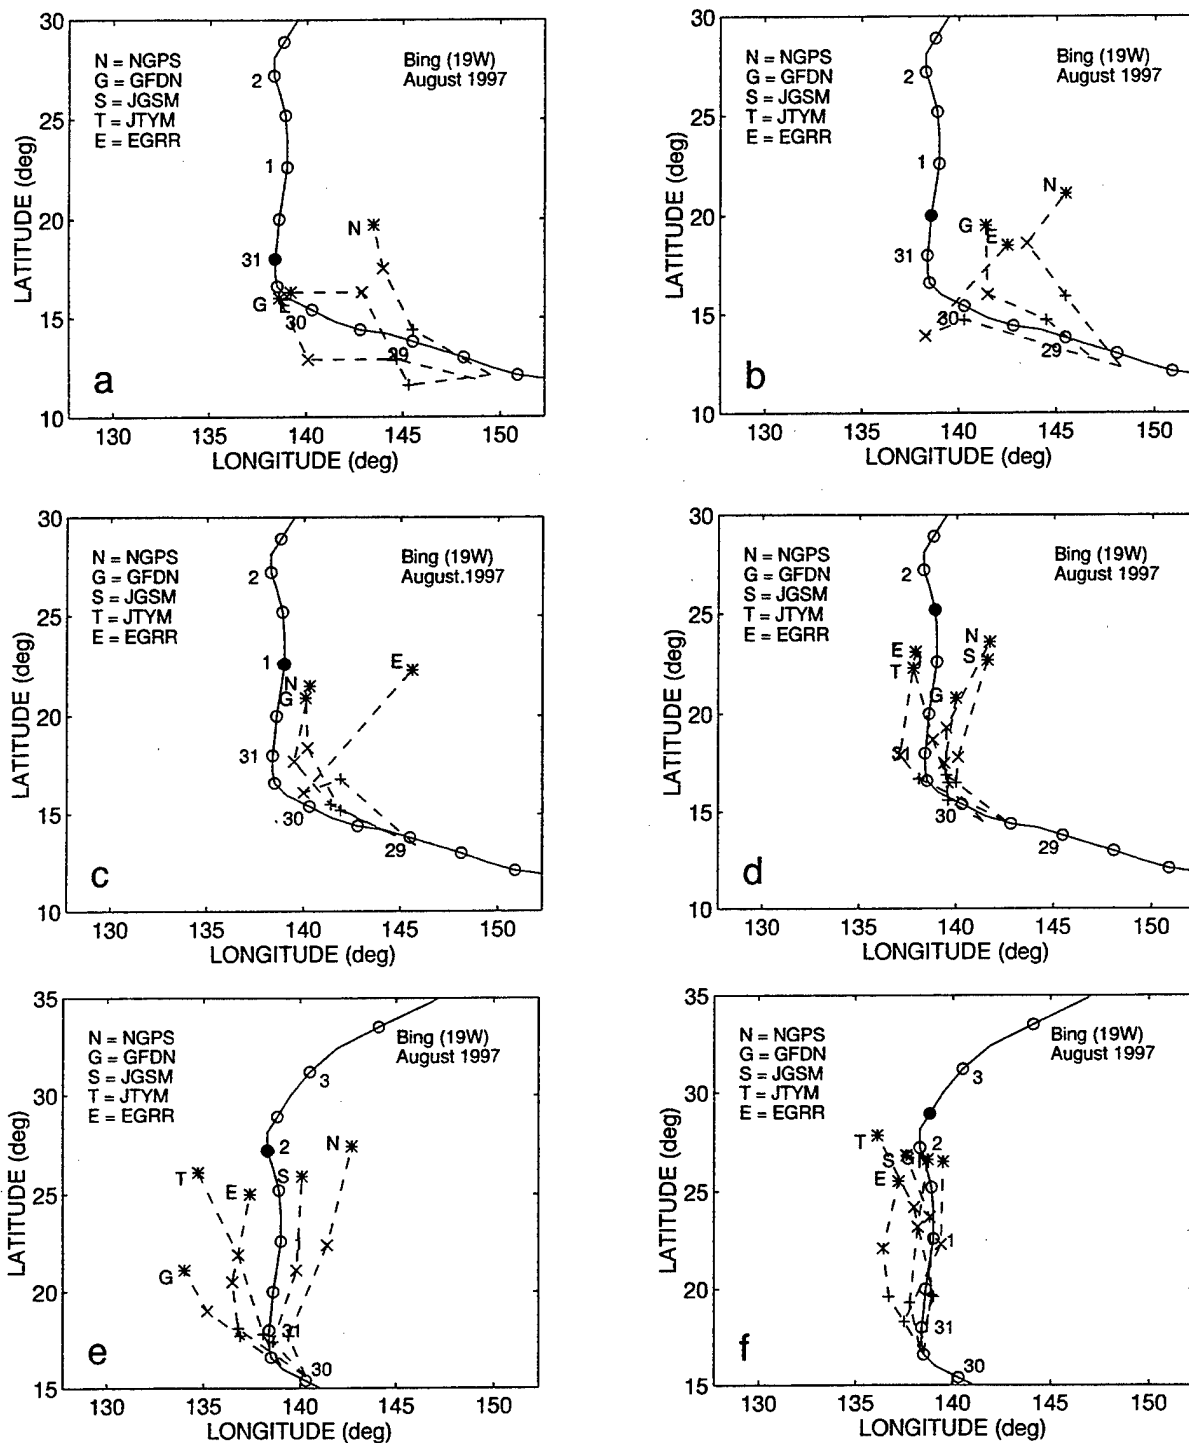 30
25
20
15
10
LATITUDE (deg)
N = NGPS
G = GFDN
S = JGSM
T = JTYM
E = EGRR
Bing (19W)
August 1997
2
1
31
30
29
N
G
E
a
130 135 140 145 150
LONGITUDE (deg)
30
25
20
15
10
LATITUDE (deg)
N = NGPS
G = GFDN
S = JGSM
T = JTYM
E = EGRR
Bing (19W)
August 1997
2
1
31
30
29
N
G
E
b
130 135 140 145 150
LONGITUDE (deg)
30
25
20
15
10
LATITUDE (deg)
N = NGPS
G = GFDN
S = JGSM
T = JTYM
E = EGRR
Bing (19W)
August.1997
2
1
31
30
29
E
N
G
c
130 135 140 145 150
LONGITUDE (deg)
30
25
20
15
10
LATITUDE (deg)
N = NGPS
G = GFDN
S = JGSM
T = JTYM
E = EGRR
Bing (19W)
August 1997
2
1
31
30
29
E
T
N
S
G
d
130 135 140 145 150
LONGITUDE (deg)
35
30
25
20
15
LATITUDE (deg)
N = NGPS
G = GFDN
S = JGSM
T = JTYM
E = EGRR
Bing (19W)
August 1997
3
2
31
30
N
S
T
E
G
e
130 135 140 145 150
LONGITUDE (deg)
35
30
25
20
15
LATITUDE (deg)
N = NGPS
G = GFDN
S = JGSM
T = JTYM
E = EGRR
Bing (19W)
August 1997
3
2
1
31
30
T
S
G
E
f
130 135 140 145 150
LONGITUDE (deg)